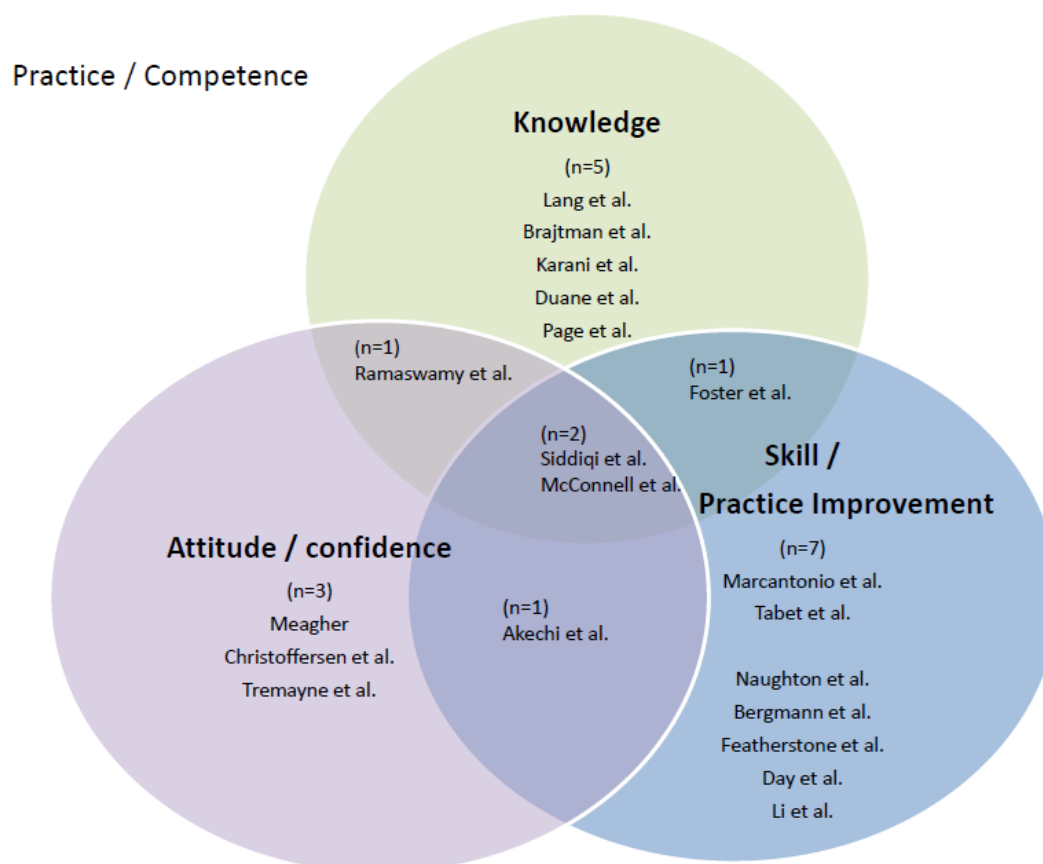 Practice / Competence
Knowledge
(n=5)
Lang et al.
Brajtman et al.
Karani et al.
Duane et al.
Page et al.
(n=1)
Ramaswamy et al.
(n=1)
Foster et al.
(n=2)
Siddiqi et al.
McConnell et al.
Skill /
Practice Improvement
(n=7)
Marcantonio et al.
Tabet et al.
Naughton et al.
Bergmann et al.
Featherstone et al.
Day et al.
Li et al.
Attitude / confidence
(n=3)
Meagher
Christoffersen et al.
Tremayne et al.
(n=1)
Akechi et al.